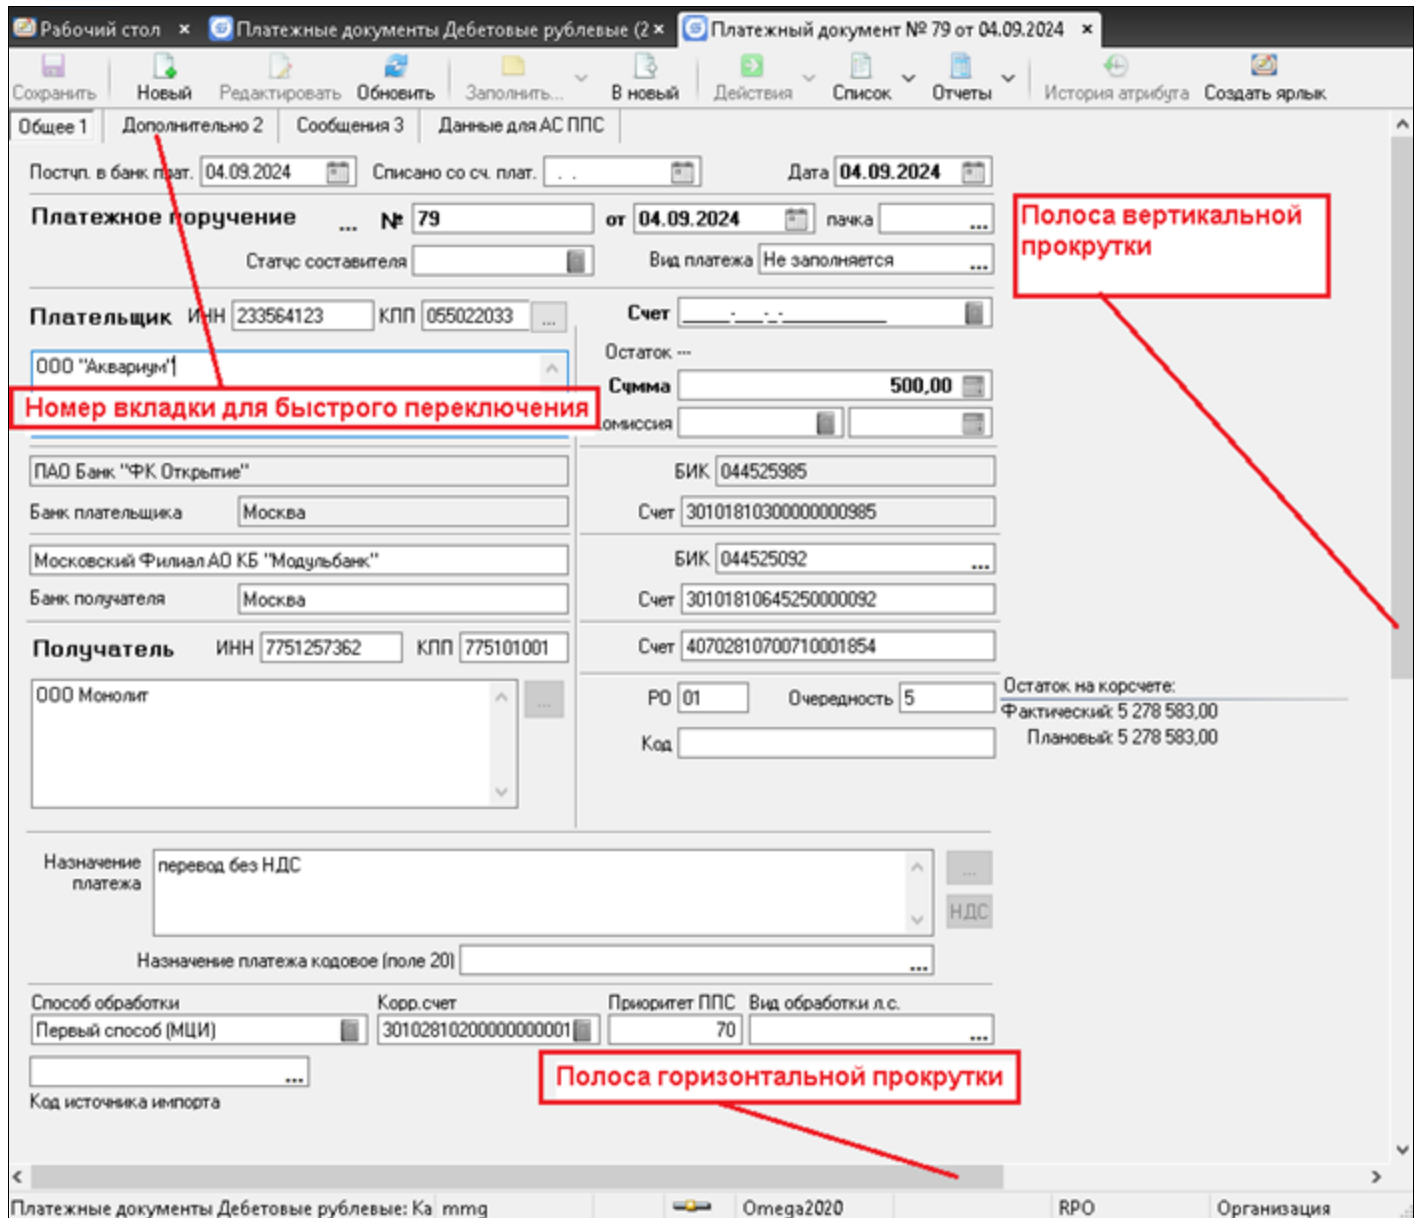 Рабочий стол × Платежные документы Дебетовые рублевые (2 × Платежный документ № 79 от 04.09.2024 ×
Сохранить Новый Редактировать Обновить Заполнить... В новый Действия Список Отчеты История атрибута Создать ярлык
Общее 1 Дополнительно 2 Сообщения 3 Данные для АС ППС
Поступ. в банк плат. 04.09.2024 Списано со сч. плат. . . Дата 04.09.2024
Платежное поручение ... № 79 от 04.09.2024 пачка ...
Статус составителя Вид платежа Не заполняется ...
Полоса вертикальной
прокрутки
Плательщик ИНН 233564123 КПП 055022033 ... Счет
ООО "Аквариум"
Остаток ---
Сумма 500,00
Номер вкладки для быстрого переключения
омиссия
ПАО Банк "ФК Открытие" БИК 044525985
Банк плательщика Москва Счет 30101810300000000985
Московский Филиал АО КБ "Модульбанк" БИК 044525092 ...
Банк получателя Москва Счет 30101810645250000092
Получатель ИНН 7751257362 КПП 775101001 Счет 40702810700710001854
ООО Монолит ... РО 01 Очередность 5
Остаток на корсчете:
Фактический: 5 278 583,00
Код
Плановый: 5 278 583,00
Назначение
платежа
перевод без НДС ...
НДС
Назначение платежа кодовое (поле 20) ...
Способ обработки Корр.счет Приоритет ППС Вид обработки л.с.
Первый способ (МЦИ) 30102810200000000001 70 ...
...
Полоса горизонтальной прокрутки
Код источника импорта
Платежные документы Дебетовые рублевые: Ка mmg Omega2020 RPO Организация